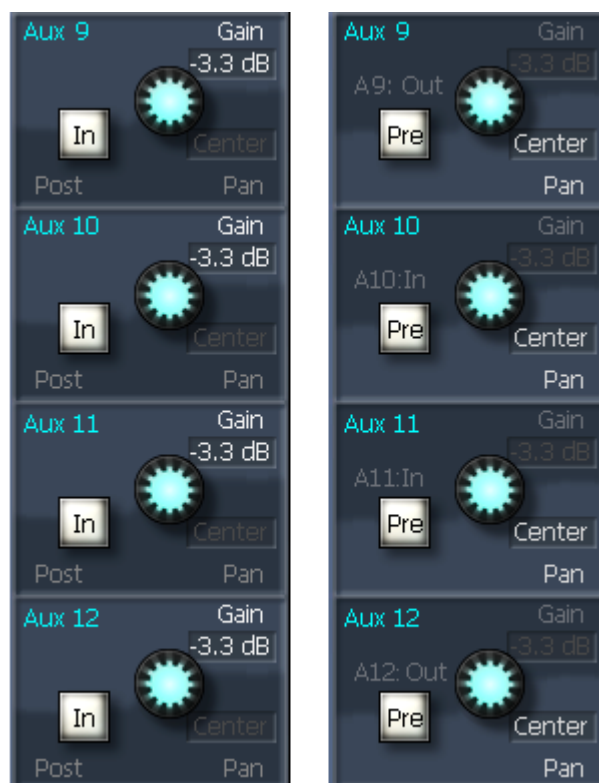 Aux 9 Gain
-3.3 dB
In
Center
Post Pan
Aux 10 Gain
-3.3 dB
In
Center
Post Pan
Aux 11 Gain
-3.3 dB
In
Center
Post Pan
Aux 12 Gain
-3.3 dB
In
Center
Post Pan
Aux 9 Gain
-3.3 dB
A9: Out
Pre
Center
Pan
Aux 10 Gain
-3.3 dB
A10:In
Pre
Center
Pan
Aux 11 Gain
-3.3 dB
A11:In
Pre
Center
Pan
Aux 12 Gain
-3.3 dB
A12: Out
Pre
Center
Pan